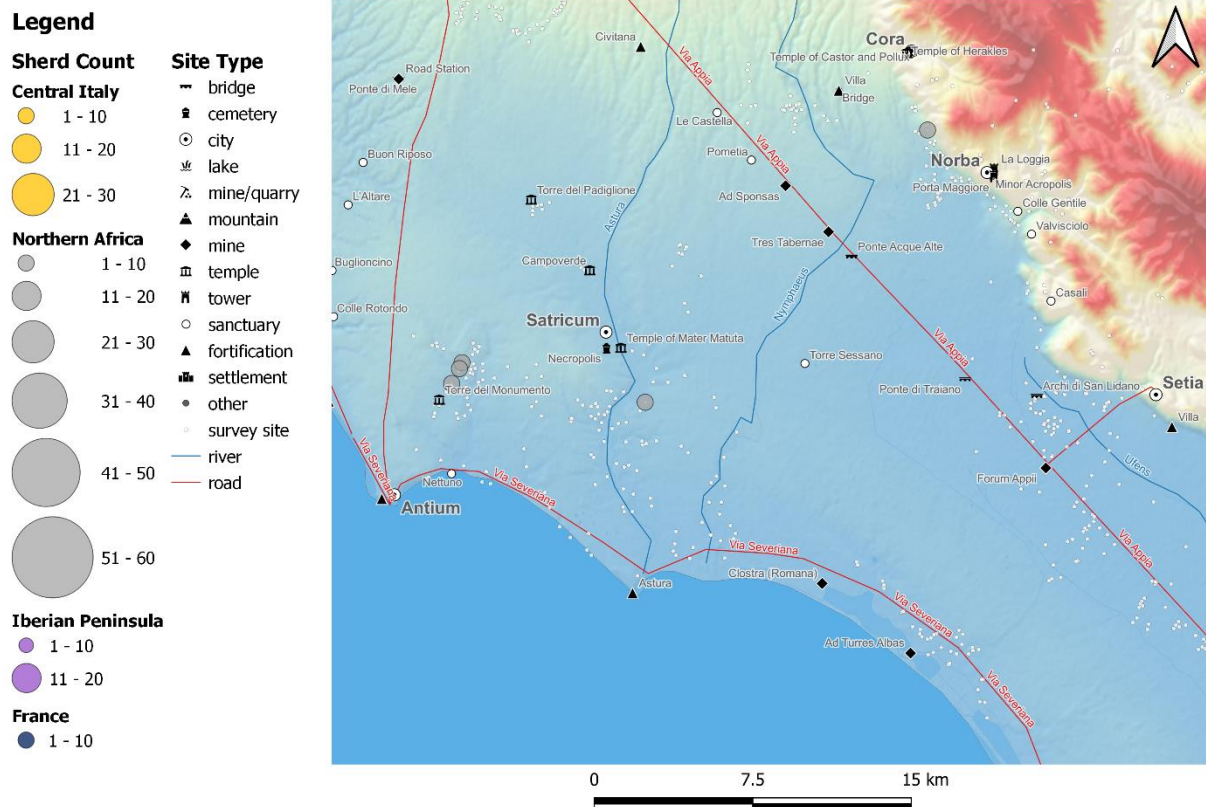 Legend
Sherd Count
Central Italy
1 - 10
11 - 20
21 - 30
Northern Africa
1 - 10
11 - 20
21 - 30
31 - 40
41 - 50
51 - 60
Iberian Peninsula
1 - 10
11 - 20
France
1 - 10
Site Type
bridge
cemetery
city
lake
mine/quarry
mountain
mine
temple
tower
sanctuary
fortification
settlement
other
survey site
river
road
Civitana
Cora
Temple of Herakles
Temple of Castor and Pollux
Road Station
Ponte di Mele
Via Appia
Villa
Bridge
Le Castella
Buon Riposo
Pometia
Norba
La Loggia
Porta Maggiore
Minor Acropolis
L'Altare
Torre del Padiglione
Astura
Ad Sponsas
Via Appia
Colle Gentile
Valvisciolo
Tres Tabernae
Ponte Acque Alte
Buglioncino
Campoverde
Nymphaeus
Casali
Colle Rotondo
Satricum
Temple of Mater Matuta
Necropolis
Via Appia
Torre Sessano
Ponte di Traiano
Archi di San Lidano
Setia
Torre del Monumento
Villa
Via Severiana
Nettuno
Via Severiana
Ufens
Forum Appii
Antium
Via Appia
Via Severiana
Astura
Clostra (Romana)
Via Severiana
Ad Turres Albas
Via Severiana
0
7.5
15 km